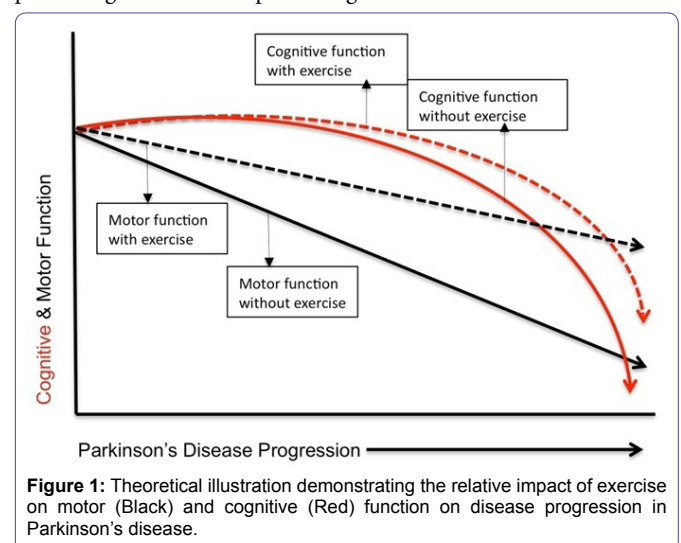 Cognitive function
with exercise
Cognitive function
without exercise
Motor function
with exercise
Motor function
without exercise
Cognitive & Motor Function
Parkinson's Disease Progression
Figure 1: Theoretical illustration demonstrating the relative impact of exercise
on motor (Black) and cognitive (Red) function on disease progression in
Parkinson's disease.